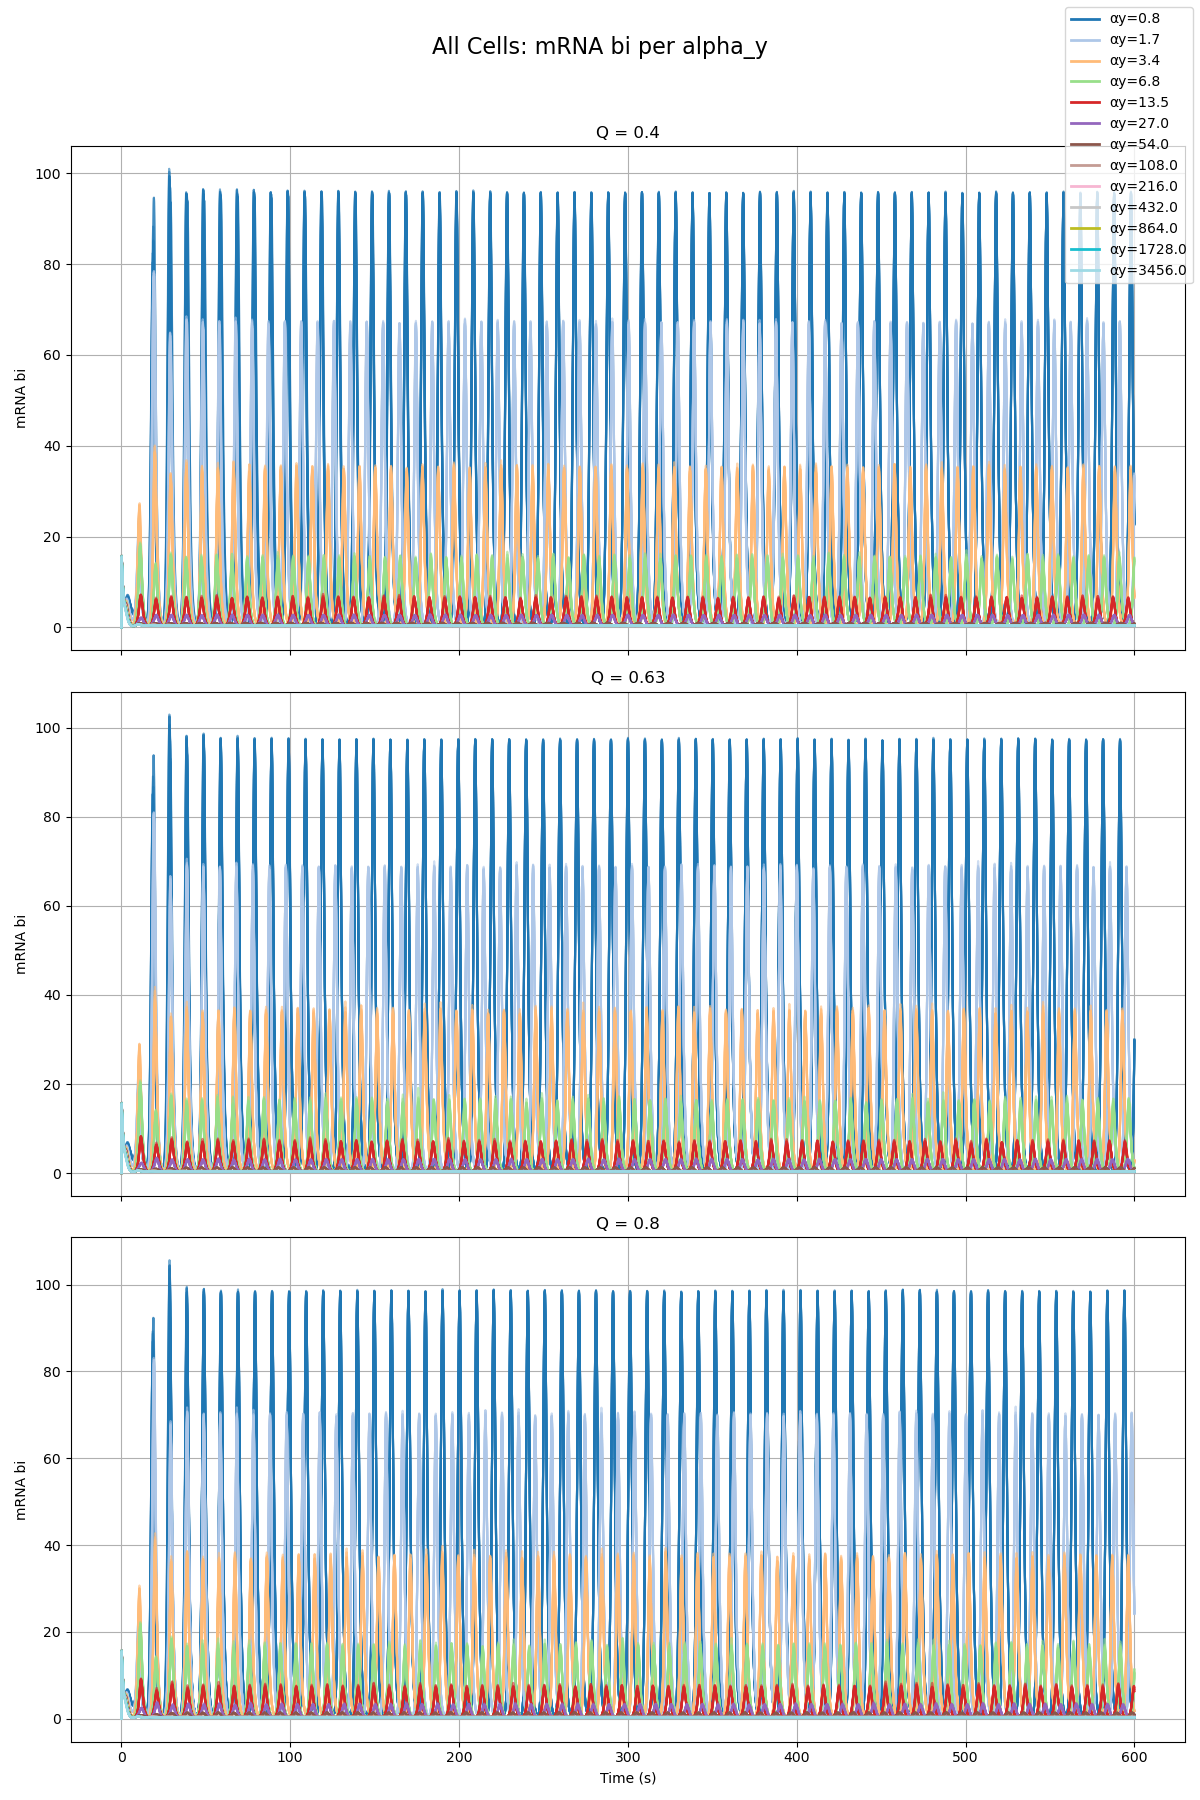 All Cells: mRNA bi per alpha_y
αy=0.8
αy=1.7
αy=3.4
αy=6.8
αy=13.5
αy=27.0
αy=54.0
αy=108.0
αy=216.0
αy=432.0
αy=864.0
αy=1728.0
αy=3456.0
Q = 0.4
100
80
60
40
20
0
mRNA bi
Q = 0.63
100
80
60
40
20
0
mRNA bi
Q = 0.8
100
80
60
40
20
0
mRNA bi
0 100 200 300 400 500 600
Time (s)